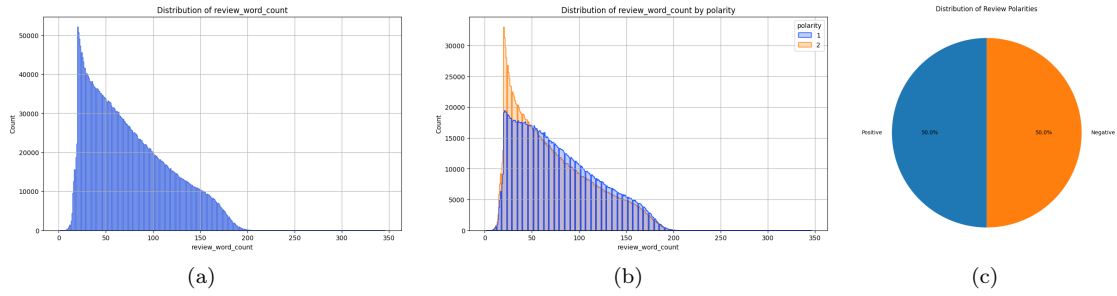 Distribution of review_word_count
Count
50000
40000
30000
20000
10000
0
0 50 100 150 200 250 300 350
review_word_count
(a)
Distribution of review_word_count by polarity
polarity
1
2
Count
30000
25000
20000
15000
10000
5000
0
0 50 100 150 200 250 300 350
review_word_count
(b)
Distribution of Review Polarities
Positive
50.0%
50.0%
Negative
(c)